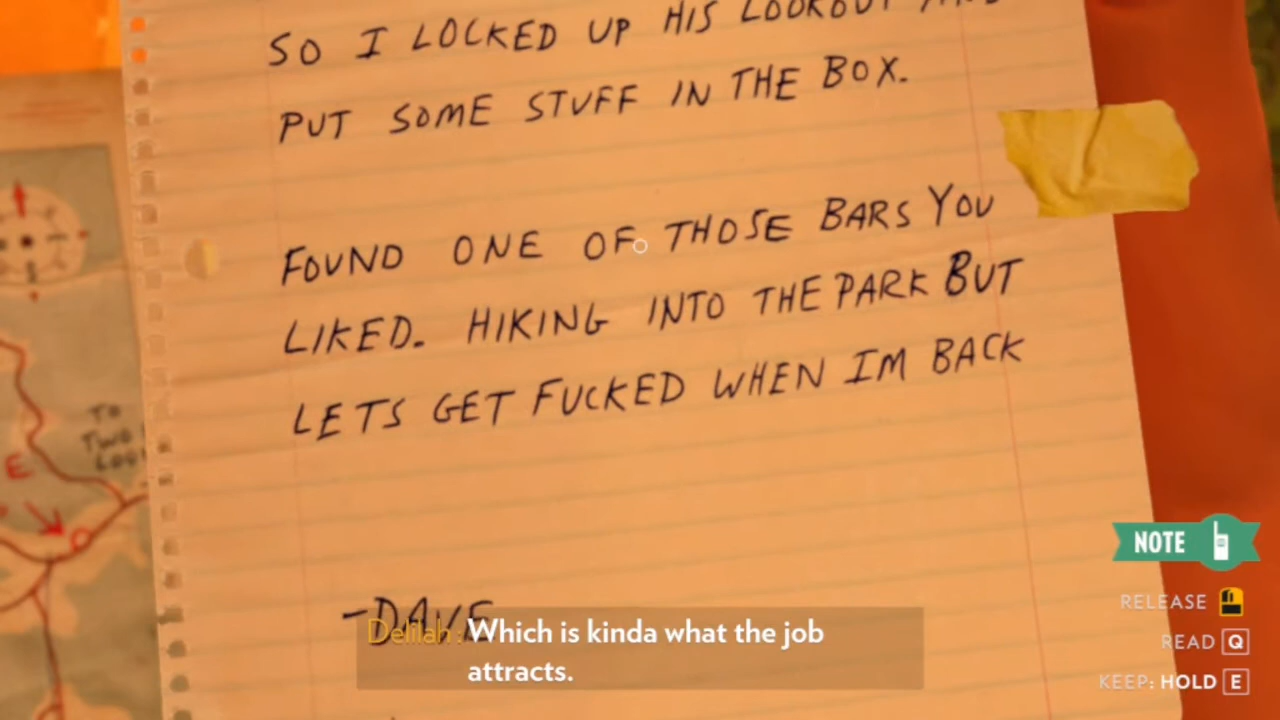 SO I LOCKED UP HIS LOOKOUT AND
PUT SOME STUFF IN THE BOX.
FOUND ONE OF THOSE BARS YOU
LIKED. HIKING INTO THE PARK BUT
LETS GET FUCKED WHEN IM BACK
-DAVE
TO
TWO
E
NOTE
RELEASE
READ Q
KEEP: HOLD E
Delilah: Which is kinda what the job
attracts.